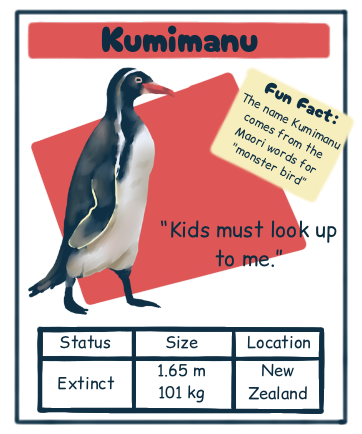 Kumimanu
Fun Fact:
The name Kumimanu
comes from the
Maori words for
"monster bird"
“Kids must look up
to me.”
Status Size Location
Extinct 1.65 m 101 kg New Zealand